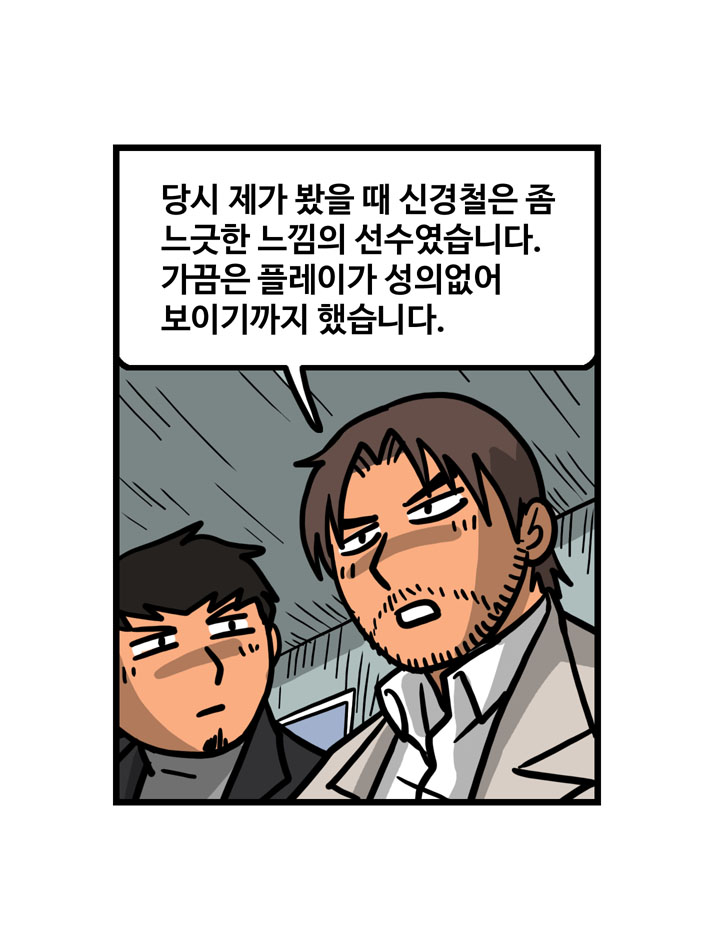 당시 제가 봤을 때 신경철은 좀
느긋한 느낌의 선수였습니다.
가끔은 플레이가 성의없어
보이기까지 했습니다.